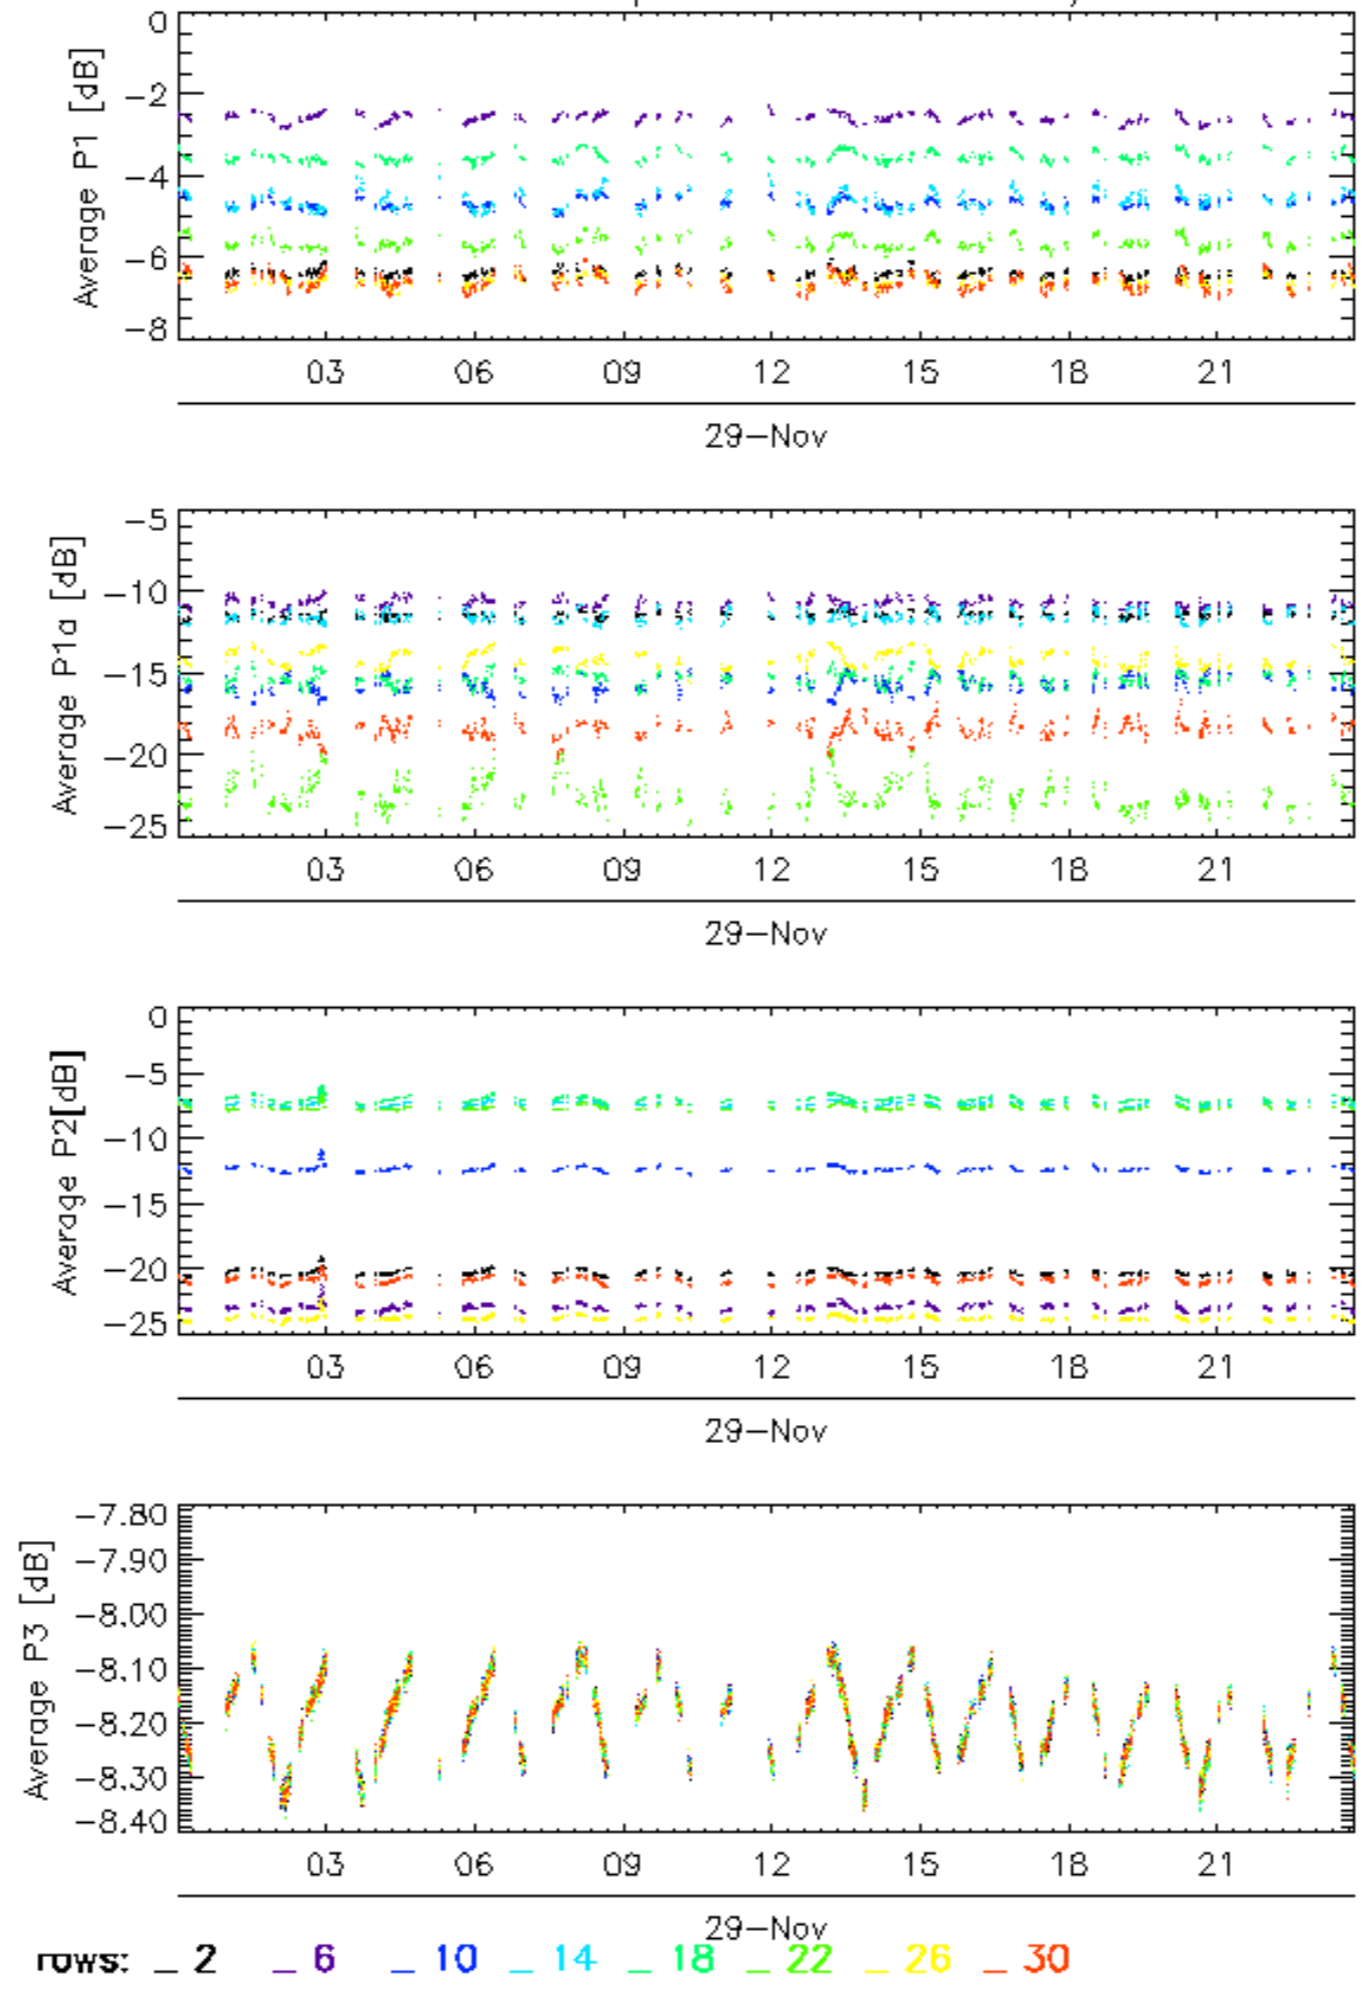 0
-2
-4
-6
-8
Average P1 [dB]
03 06 09 12 15 18 21
29-Nov
-5
-10
-15
-20
-25
Average P1a [dB]
03 06 09 12 15 18 21
29-Nov
0
-5
-10
-15
-20
-25
Average P2[dB]
03 06 09 12 15 18 21
29-Nov
-7.80
-7.90
-8.00
-8.10
-8.20
-8.30
-8.40
Average P3 [dB]
03 06 09 12 15 18 21
29-Nov
rows: _ 2 _ 6 _ 10 _ 14 _ 18 _ 22 _ 26 _ 30